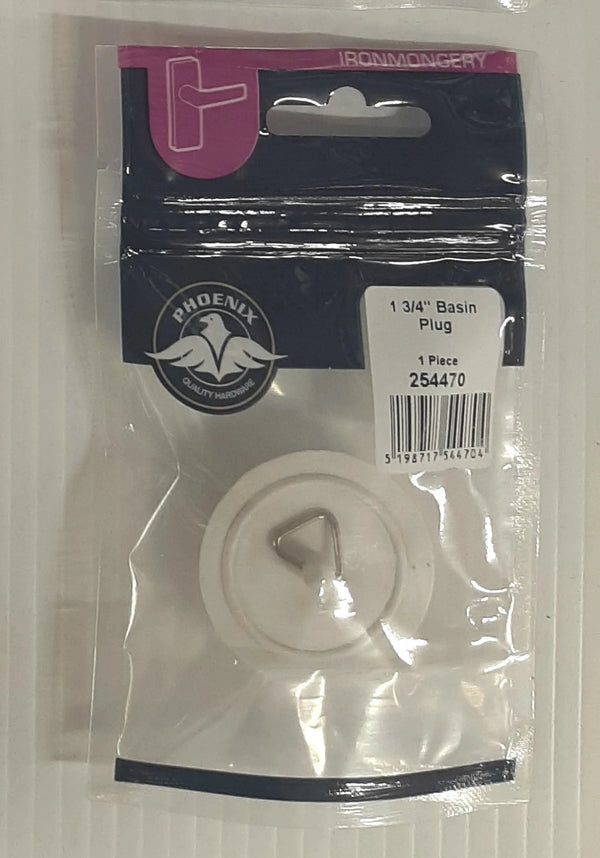 IRONMONGERY
PHOENIX
QUALITY HARDWARE
1 3/4" Basin
Plug
1 Piece
254470
5 198717 544704